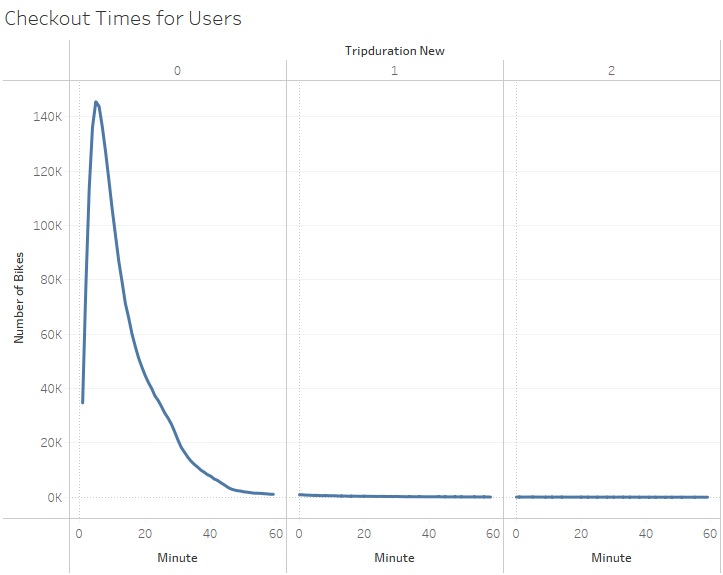 Checkout Times for Users
Tripduration New
0 1 2
140K
120K
100K
80K
60K
40K
20K
0K
Number of Bikes
0 20 40 60 0 20 40 60 0 20 40 60
Minute Minute Minute